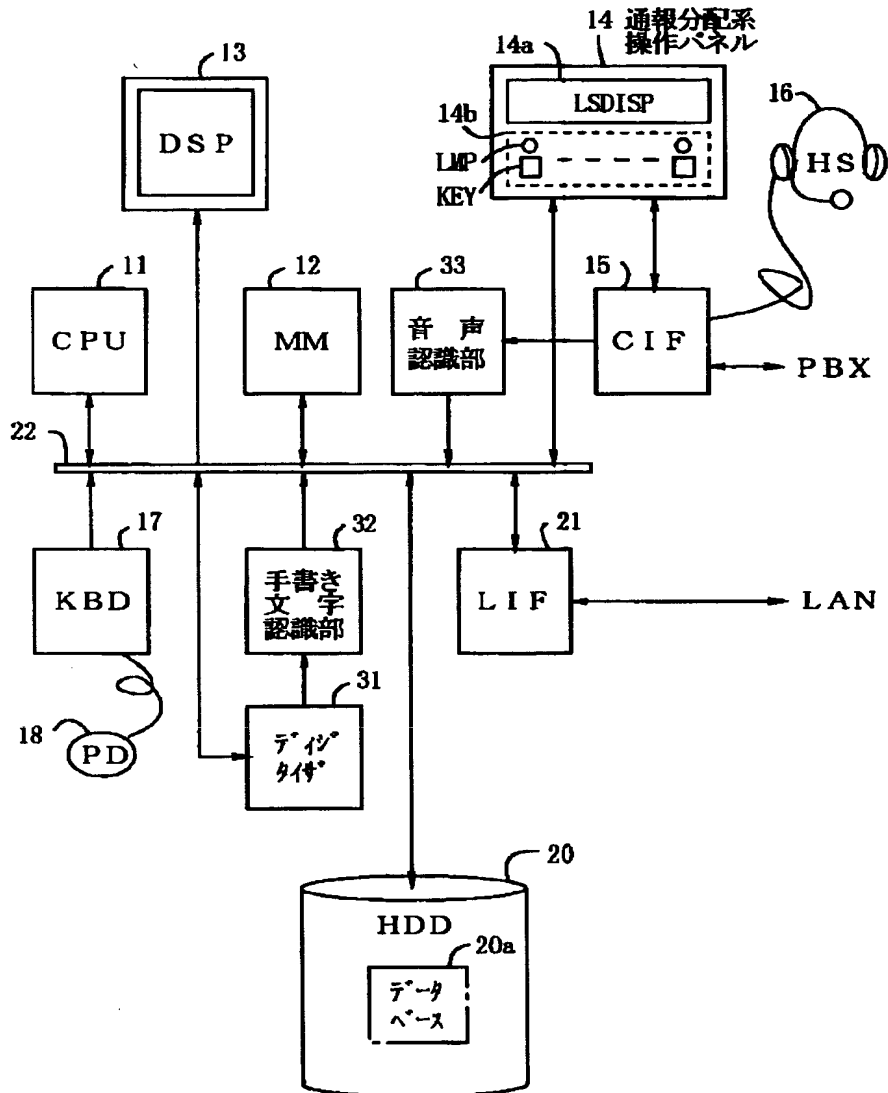 14 通報分配系
操作パネル
13
14a
DSP
LSDISP
16
14b
LMP
KEY
HS
11
12
33
15
CPU
MM
音声
認識部
CIF
PBX
22
17
32
21
KBD
手書き
文字
認識部
LIF
LAN
31
18
PD
ディジ
タイザ
20
HDD
20a
データ
ベース